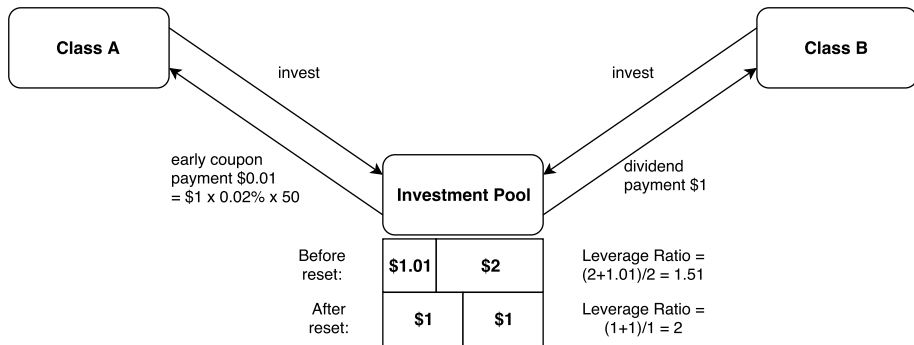 Class A
Class B
invest
invest
early coupon
payment $0.01
= $1 x 0.02% x 50
dividend
payment $1
Investment Pool
Before
reset:
$1.01
$2
Leverage Ratio =
(2+1.01)/2 = 1.51
After
reset:
$1
$1
Leverage Ratio =
(1+1)/1 = 2